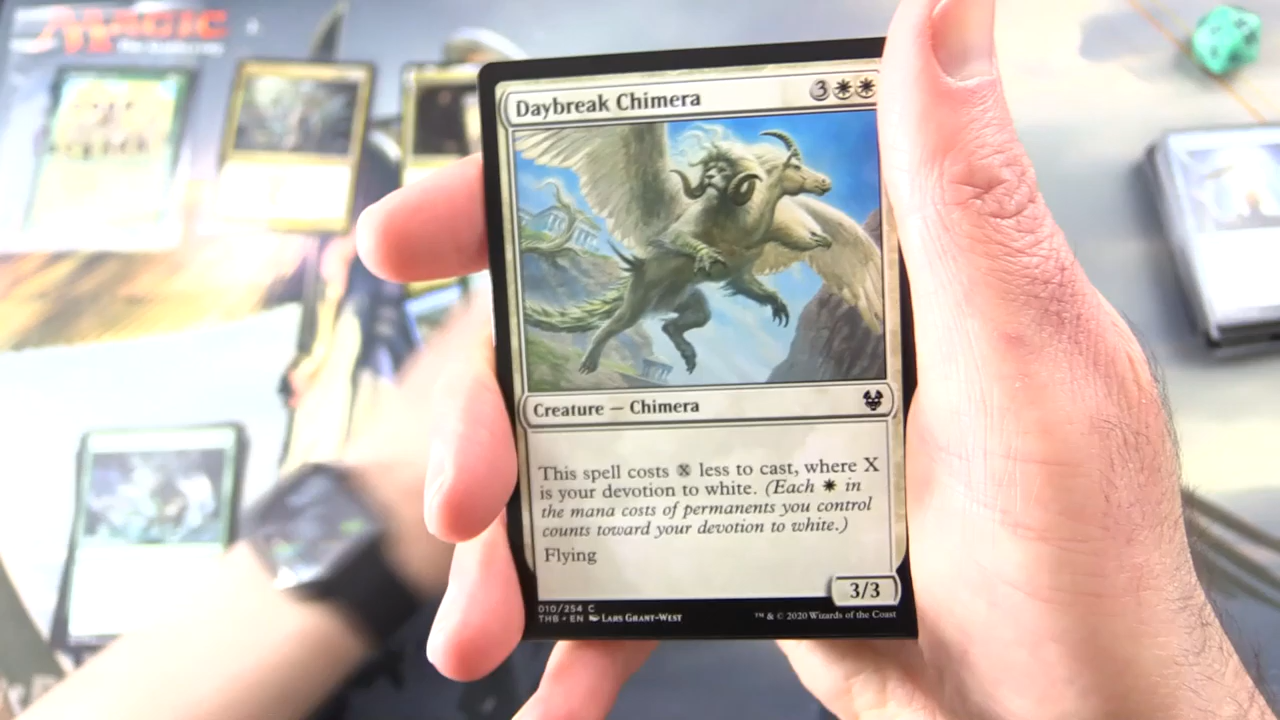 MAGIC
Daybreak Chimera 3
Creature — Chimera
This spell costs X less to cast, where X
is your devotion to white. (Each in
the mana costs of permanents you control
counts toward your devotion to white.)
Flying
3/3
010/254 C
THB • EN Lars Grant-West
™ & © 2020 Wizards of the Coast